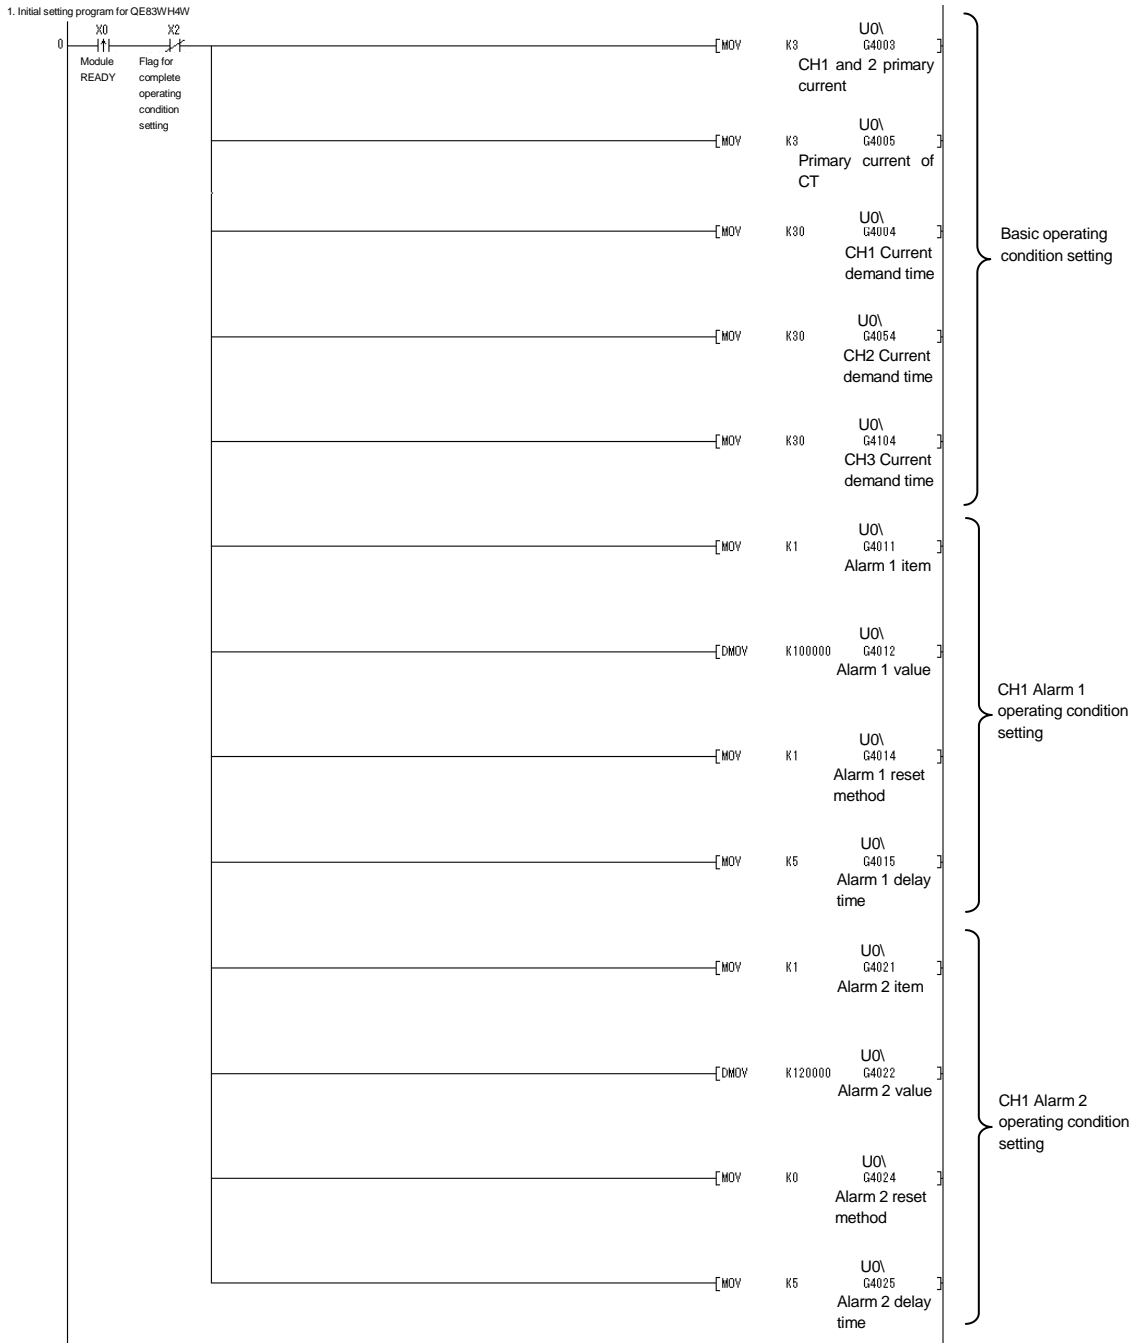 1. Initial setting program for QE83WH4W
X0
X2
0
Module
READY
Flag for
complete
operating
condition
setting
U0\
[MOV K3 G4003 ]
CH1 and 2 primary
current
U0\
[MOV K3 G4005 ]
Primary current of
CT
U0\
[MOV K30 G4004 ]
CH1 Current
demand time
U0\
[MOV K30 G4054 ]
CH2 Current
demand time
U0\
[MOV K30 G4104 ]
CH3 Current
demand time
Basic operating
condition setting
U0\
[MOV K1 G4011 ]
Alarm 1 item
U0\
[DMOV K100000 G4012 ]
Alarm 1 value
U0\
[MOV K1 G4014 ]
Alarm 1 reset
method
U0\
[MOV K5 G4015 ]
Alarm 1 delay
time
CH1 Alarm 1
operating condition
setting
U0\
[MOV K1 G4021 ]
Alarm 2 item
U0\
[DMOV K120000 G4022 ]
Alarm 2 value
U0\
[MOV K0 G4024 ]
Alarm 2 reset
method
U0\
[MOV K5 G4025 ]
Alarm 2 delay
time
CH1 Alarm 2
operating condition
setting